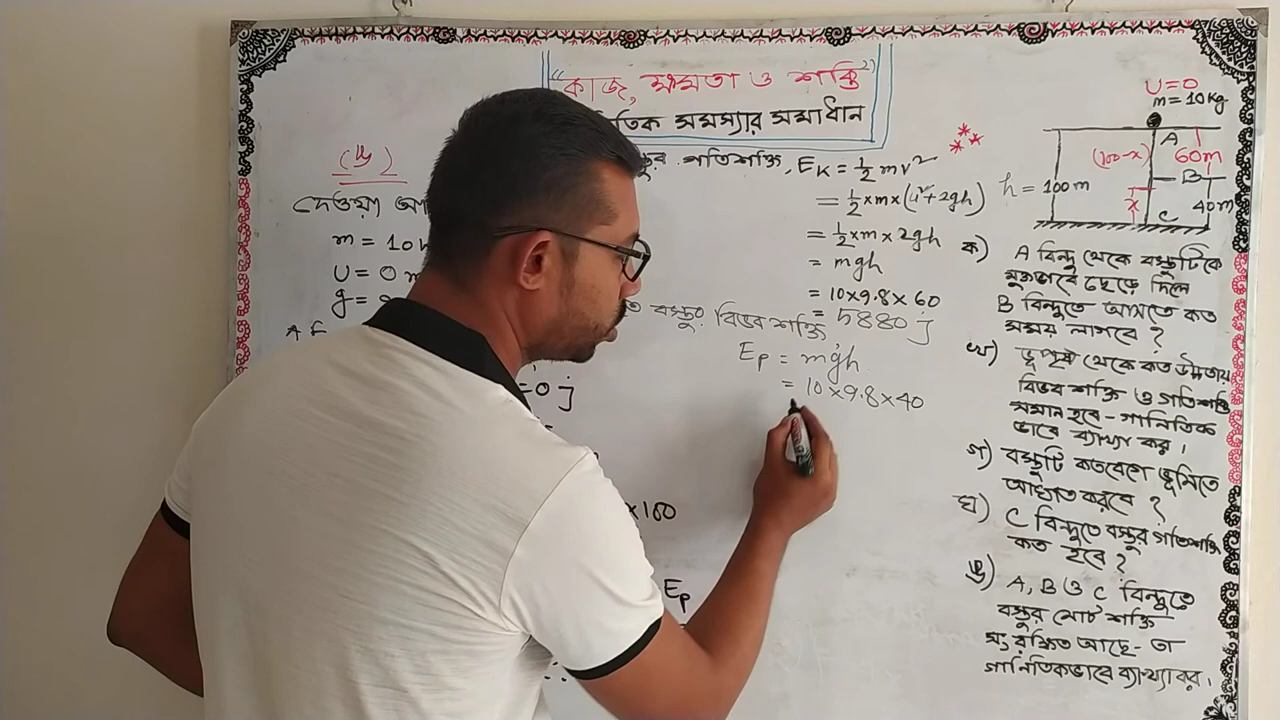 "কাজ, ক্ষমতা ও শক্তি"
তিক সমস্যার সমাধান
(ঙ)
দেওয়া আ
m = 10 k
U = 0 m
g = 9
A
= 0 j
×100
Ep
গতিশক্তি, EK = ½ mv²
= ½ × m × (u² + 2gh)
= ½ × m × 2gh
= mgh
= 10 × 9.8 × 60
= 5880 j
বস্তুর বিভব শক্তি
Ep = mgh
= 10 × 9.8 × 40
U = 0
m = 10 kg
A
(100-x)
60m
B
h = 100 m
x
40m
C
ক) A বিন্দু থেকে বস্তুটিকে
মুক্তভাবে ছেড়ে দিলে
B বিন্দুতে আসতে কত
সময় লাগবে ?
খ) ভূপৃষ্ঠ থেকে কত উচ্চতায়
বিভব শক্তি ও গতিশক্তি
সমান হবে - গানিতিক
ভাবে ব্যাখ্যা কর।
গ) বস্তুটি কতবেগে ভূমিতে
আঘাত করবে ?
ঘ) C বিন্দুতে বস্তুর গতিশক্তি
কত হবে ?
ঙ) A, B ও C বিন্দুতে
বস্তুর মোট শক্তি
সংরক্ষিত আছে - তা
গানিতিকভাবে ব্যাখ্যা কর।